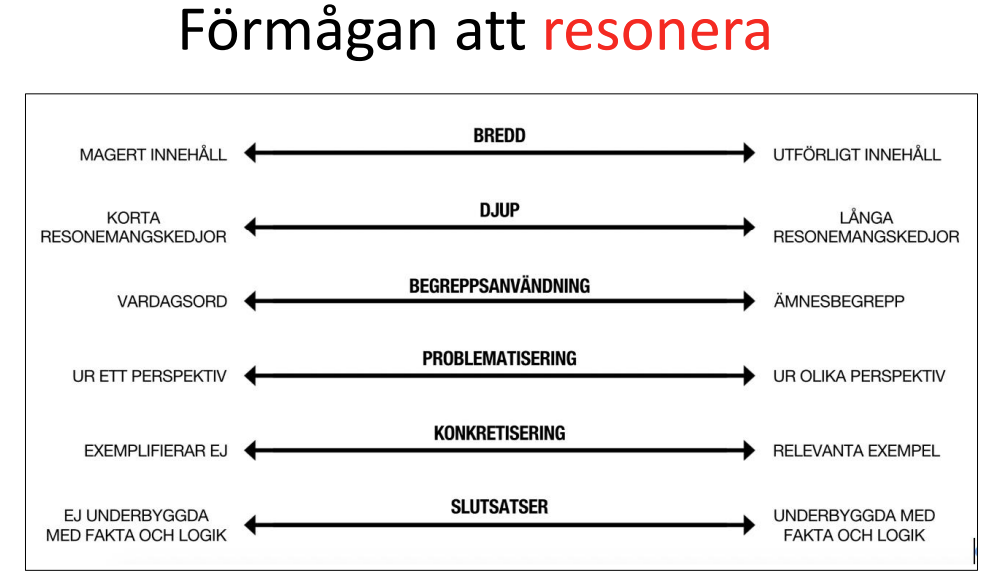 Förmågan att resonera
BREDD
MAGERT INNEHÅLL
UTFÖRLIGT INNEHÅLL
DJUP
KORTA
RESONEMANGSKEDJOR
LÅNGA
RESONEMANGSKEDJOR
BEGREPPSANVÄNDNING
VARDAGSORD
ÄMNESBEGREPP
PROBLEMATISERING
UR ETT PERSPEKTIV
UR OLIKA PERSPEKTIV
KONKRETISERING
EXEMPLIFIERAR EJ
RELEVANTA EXEMPEL
SLUTSATSER
EJ UNDERBYGGDA
MED FAKTA OCH LOGIK
UNDERBYGGDA MED
FAKTA OCH LOGIK